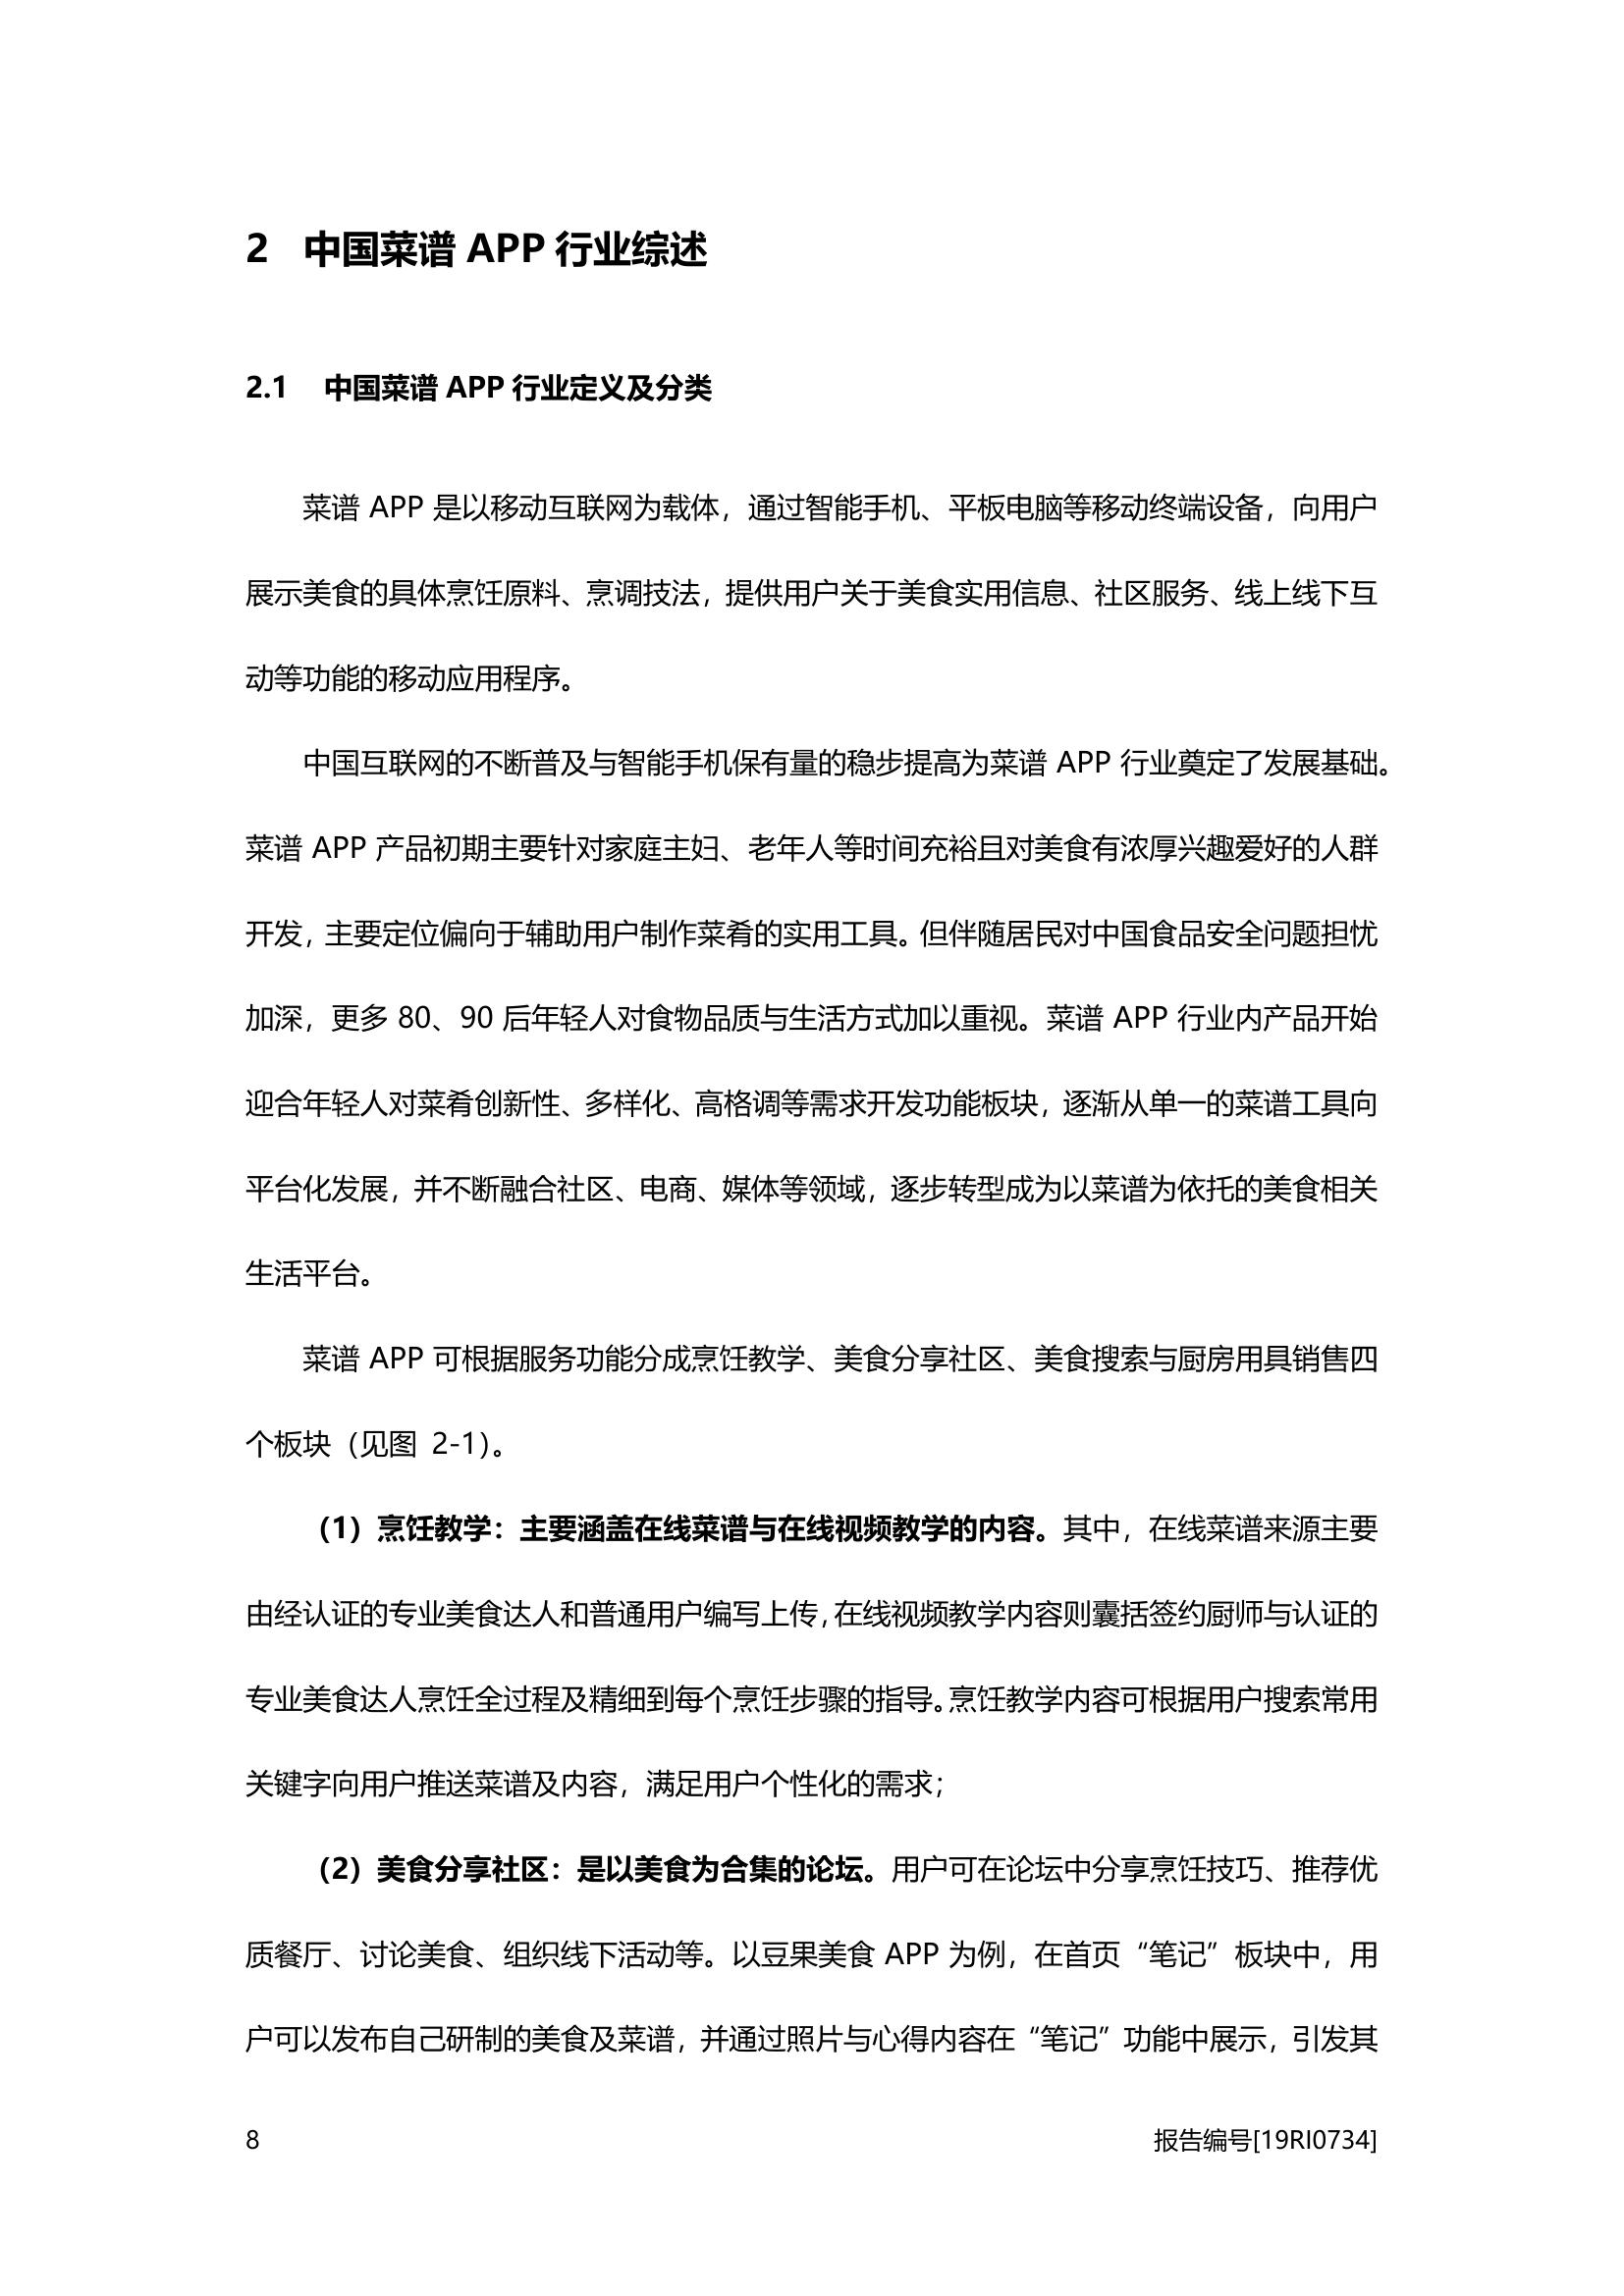 2 中国菜谱 APP 行业综述
2.1 中国菜谱 APP 行业定义及分类
菜谱 APP 是以移动互联网为载体，通过智能手机、平板电脑等移动终端设备，向用户
展示美食的具体烹饪原料、烹调技法，提供用户关于美食实用信息、社区服务、线上线下互
动等功能的移动应用程序。
中国互联网的不断普及与智能手机保有量的稳步提高为菜谱 APP 行业奠定了发展基础。
菜谱 APP 产品初期主要针对家庭主妇、老年人等时间充裕且对美食有浓厚兴趣爱好的人群
开发，主要定位偏向于辅助用户制作菜肴的实用工具。但伴随居民对中国食品安全问题担忧
加深，更多 80、90 后年轻人对食物品质与生活方式加以重视。菜谱 APP 行业内产品开始
迎合年轻人对菜肴创新性、多样化、高格调等需求开发功能板块，逐渐从单一的菜谱工具向
平台化发展，并不断融合社区、电商、媒体等领域，逐步转型成为以菜谱为依托的美食相关
生活平台。
菜谱 APP 可根据服务功能分成烹饪教学、美食分享社区、美食搜索与厨房用具销售四
个板块（见图 2-1）。
（1）烹饪教学：主要涵盖在线菜谱与在线视频教学的内容。其中，在线菜谱来源主要
由经认证的专业美食达人和普通用户编写上传，在线视频教学内容则囊括签约厨师与认证的
专业美食达人烹饪全过程及精细到每个烹饪步骤的指导。烹饪教学内容可根据用户搜索常用
关键字向用户推送菜谱及内容，满足用户个性化的需求；
（2）美食分享社区：是以美食为合集的论坛。用户可在论坛中分享烹饪技巧、推荐优
质餐厅、讨论美食、组织线下活动等。以豆果美食 APP 为例，在首页“笔记”板块中，用
户可以发布自己研制的美食及菜谱，并通过照片与心得内容在“笔记”功能中展示，引发其
8 报告编号[19RI0734]